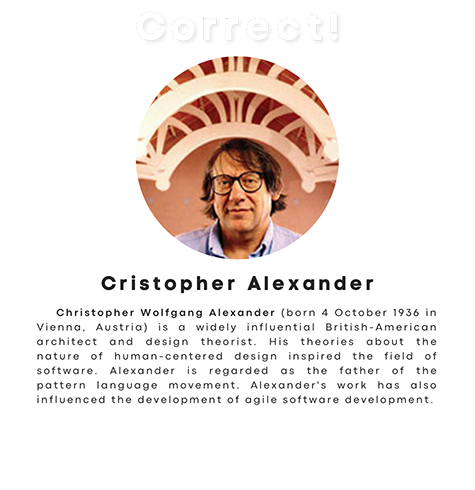 Correct!
Cristopher Alexander
Christopher Wolfgang Alexander (born 4 October 1936 in
Vienna, Austria) is a widely influential British-American
architect and design theorist. His theories about the
nature of human-centered design inspired the field of
software. Alexander is regarded as the father of the
pattern language movement. Alexander's work has also
influenced the development of agile software development.